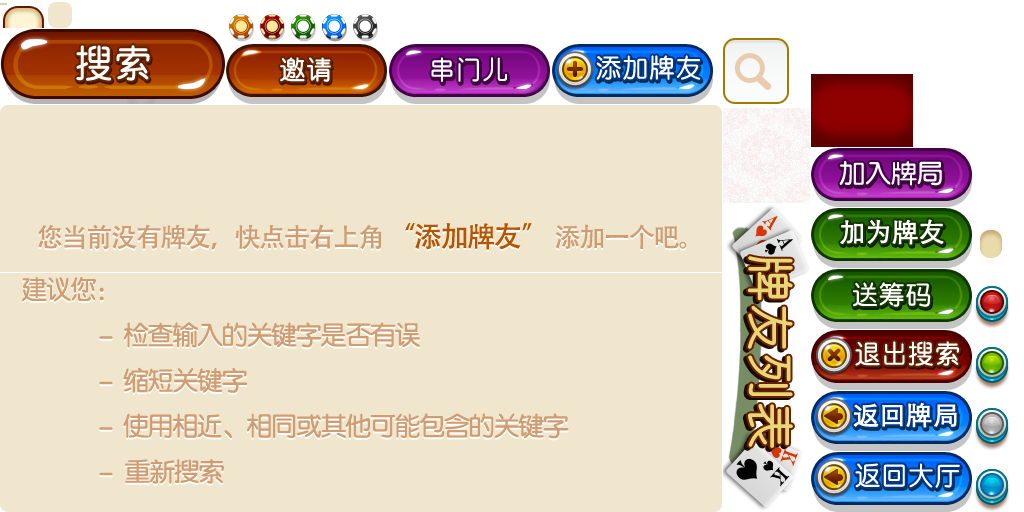 搜索
邀请
串门儿
添加牌友
您当前没有牌友，快点击右上角 “添加牌友” 添加一个吧。
建议您：
– 检查输入的关键字是否有误
– 缩短关键字
– 使用相近、相同或其他可能包含的关键字
– 重新搜索
A
A
牌友列表
K
K
加入牌局
加为牌友
送筹码
退出搜索
返回牌局
返回大厅